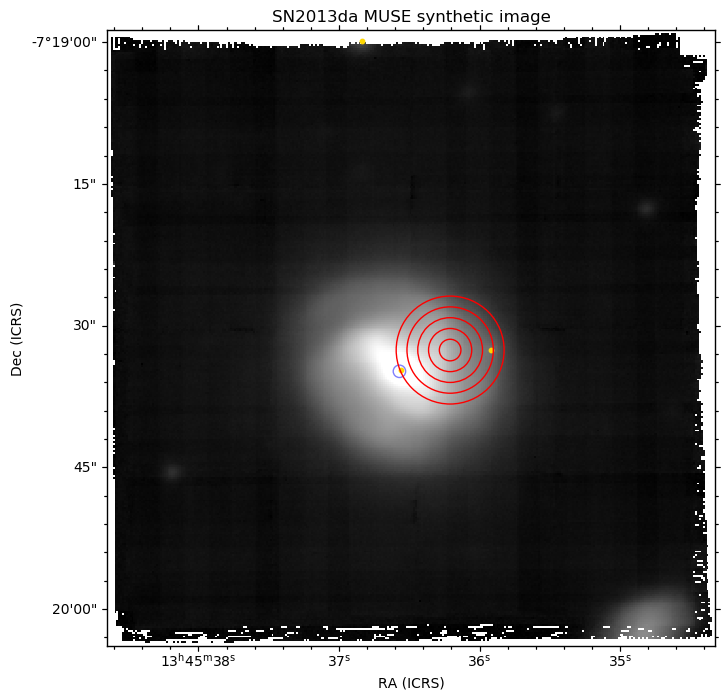 SN2013da MUSE synthetic image
-7°19'00"
15"
30"
45"
20'00"
Dec (ICRS)
13ʰ45ᵐ38ˢ 37ˢ 36ˢ 35ˢ
RA (ICRS)